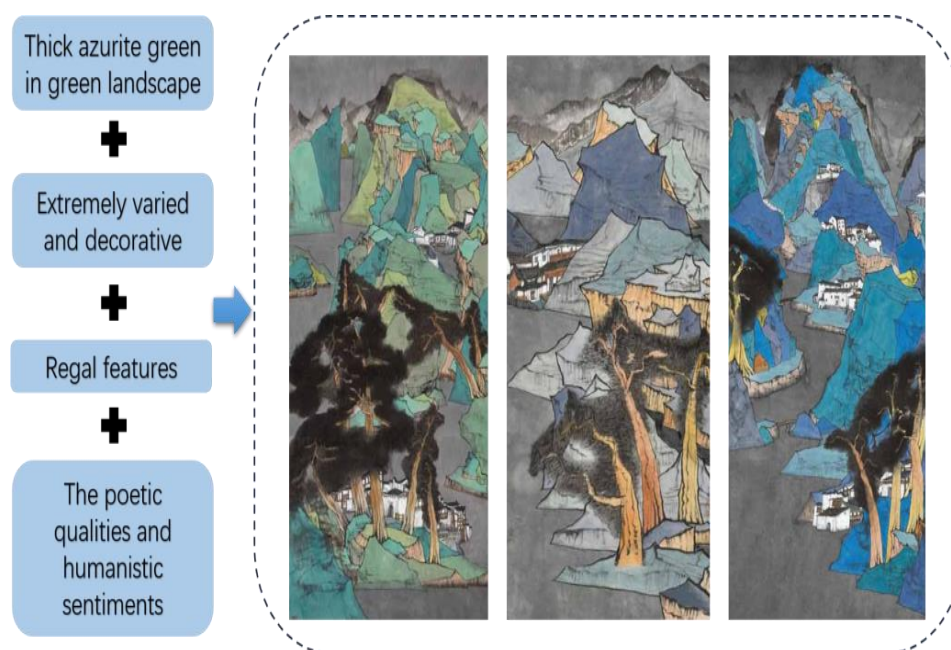 Thick azurite green
in green landscape
Extremely varied
and decorative
Regal features
The poetic
qualities and
humanistic
sentiments